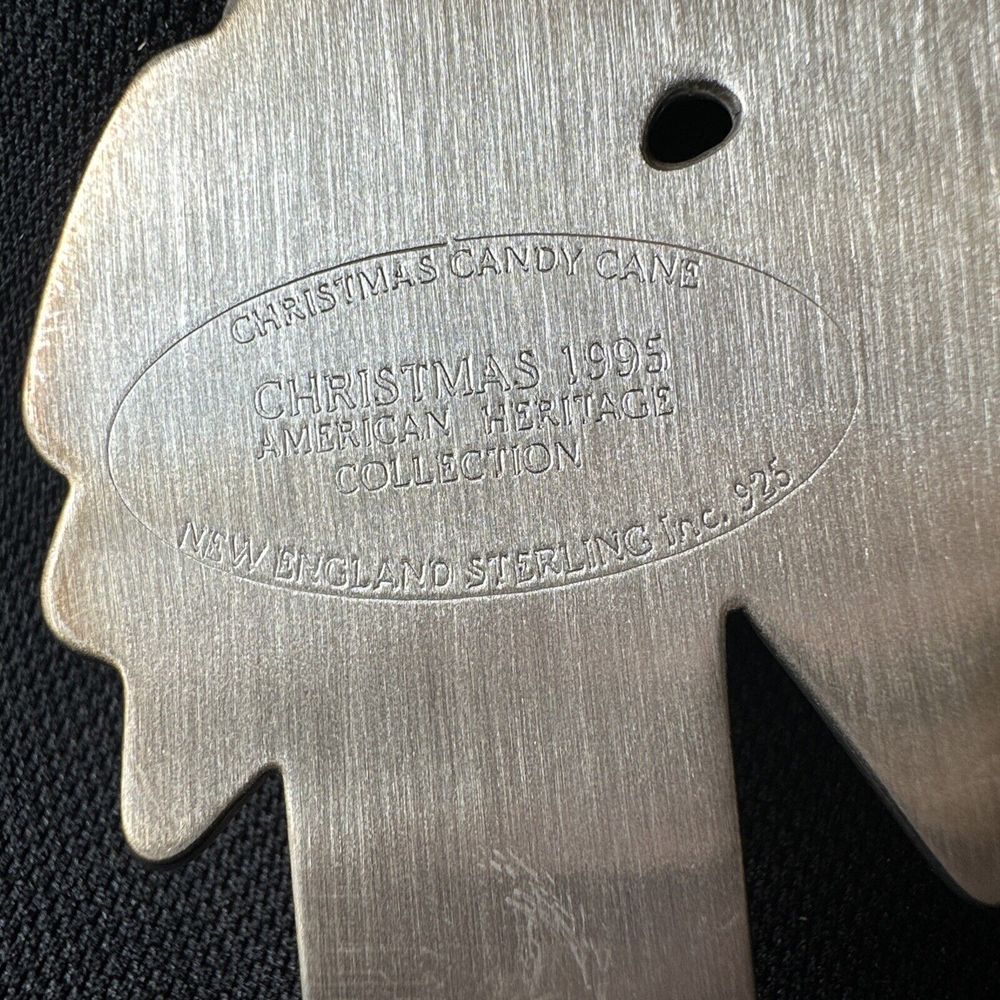 CHRISTMAS CANDY CANE
CHRISTMAS 1995
AMERICAN HERITAGE
COLLECTION
NEW ENGLAND STERLING Inc. 925